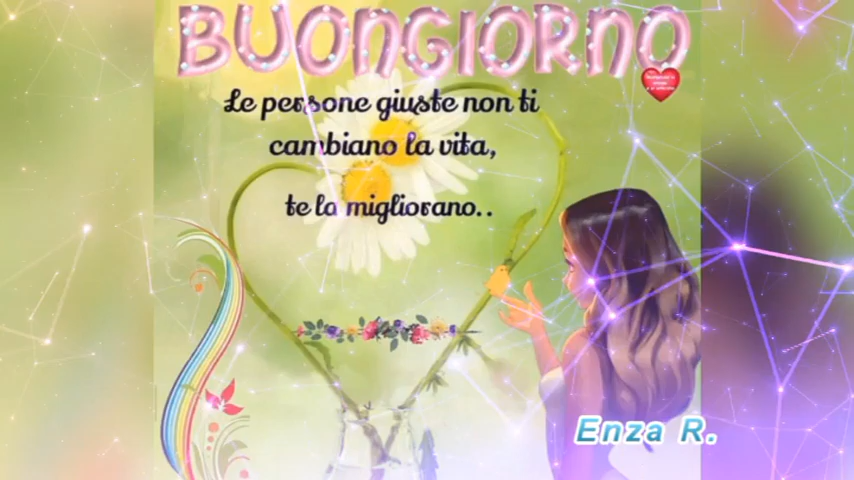 BUONGIORNO
Le persone giuste non ti
cambiano la vita,
te la migliorano..
Enza R.